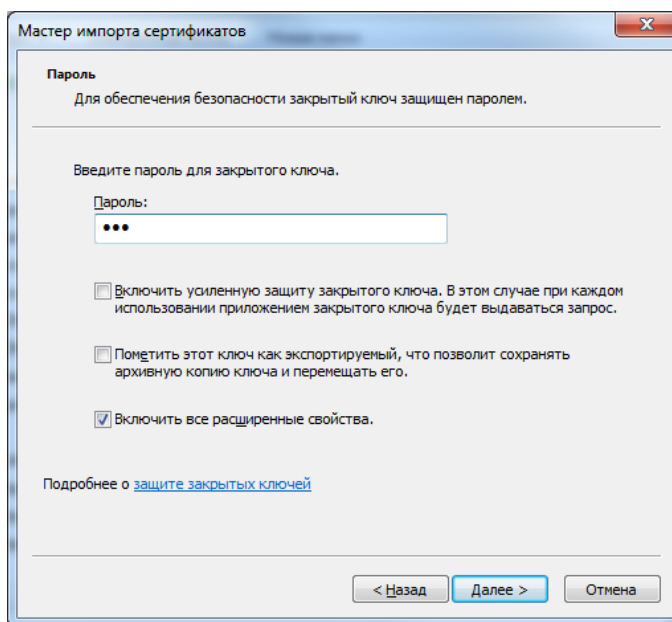 Мастер импорта сертификатов
Пароль
Для обеспечения безопасности закрытый ключ защищен паролем.
Введите пароль для закрытого ключа.
Пароль:
•••
Включить усиленную защиту закрытого ключа. В этом случае при каждом
использовании приложением закрытого ключа будет выдаваться запрос.
Пометить этот ключ как экспортируемый, что позволит сохранять
архивную копию ключа и перемещать его.
Включить все расширенные свойства.
Подробнее о защите закрытых ключей
< Назад Далее > Отмена